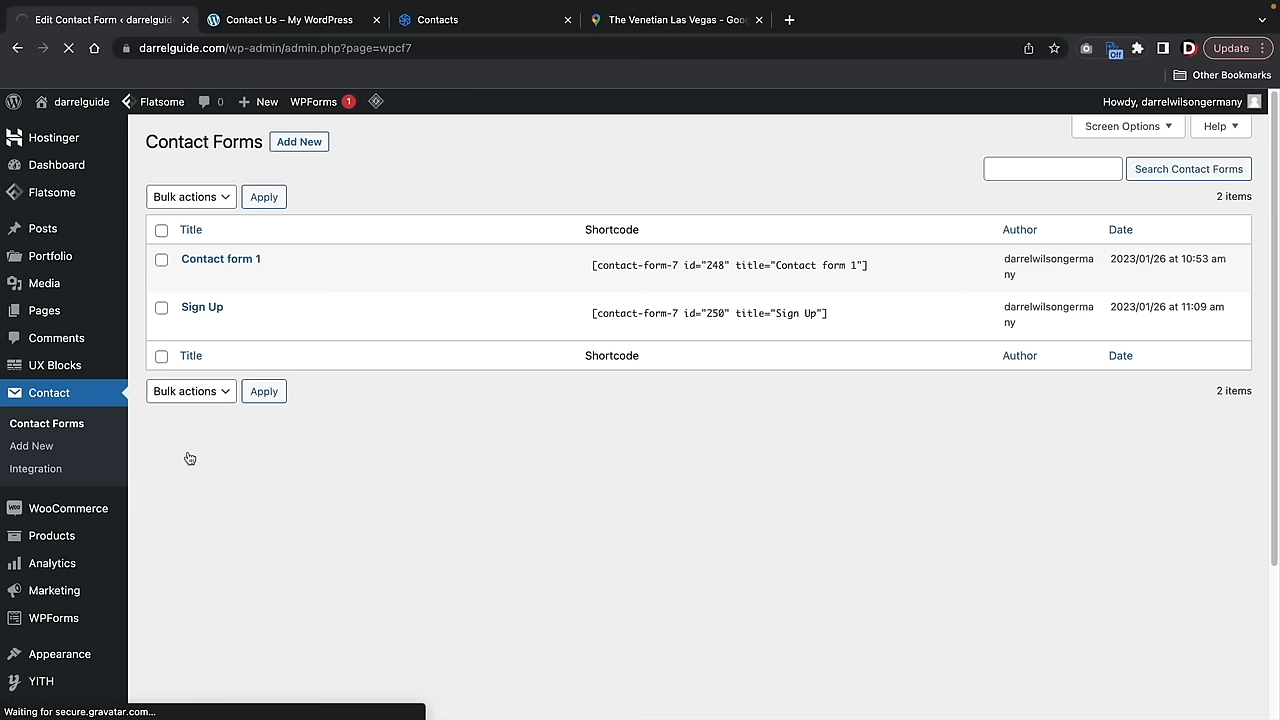 Edit Contact Form ‹ darrelguid
Contact Us – My WordPress
Contacts
The Venetian Las Vegas - Goo
darrelguide.com/wp-admin/admin.php?page=wpcf7
Off
D
Update
Other Bookmarks
darrelguide
Flatsome
0
New
WPForms 1
Howdy, darrelwilsongermany
Hostinger
Dashboard
Flatsome
Posts
Portfolio
Media
Pages
Comments
UX Blocks
Contact
Contact Forms
Add New
Integration
WooCommerce
Products
Analytics
Marketing
WPForms
Appearance
YITH
Contact Forms
Add New
Screen Options
Help
Search Contact Forms
Bulk actions
Apply
2 items
Title
Shortcode
Author
Date
Contact form 1
[contact-form-7 id="248" title="Contact form 1"]
darrelwilsongerma
ny
2023/01/26 at 10:53 am
Sign Up
[contact-form-7 id="250" title="Sign Up"]
darrelwilsongerma
ny
2023/01/26 at 11:09 am
Title
Shortcode
Author
Date
Bulk actions
Apply
2 items
Waiting for secure.gravatar.com...